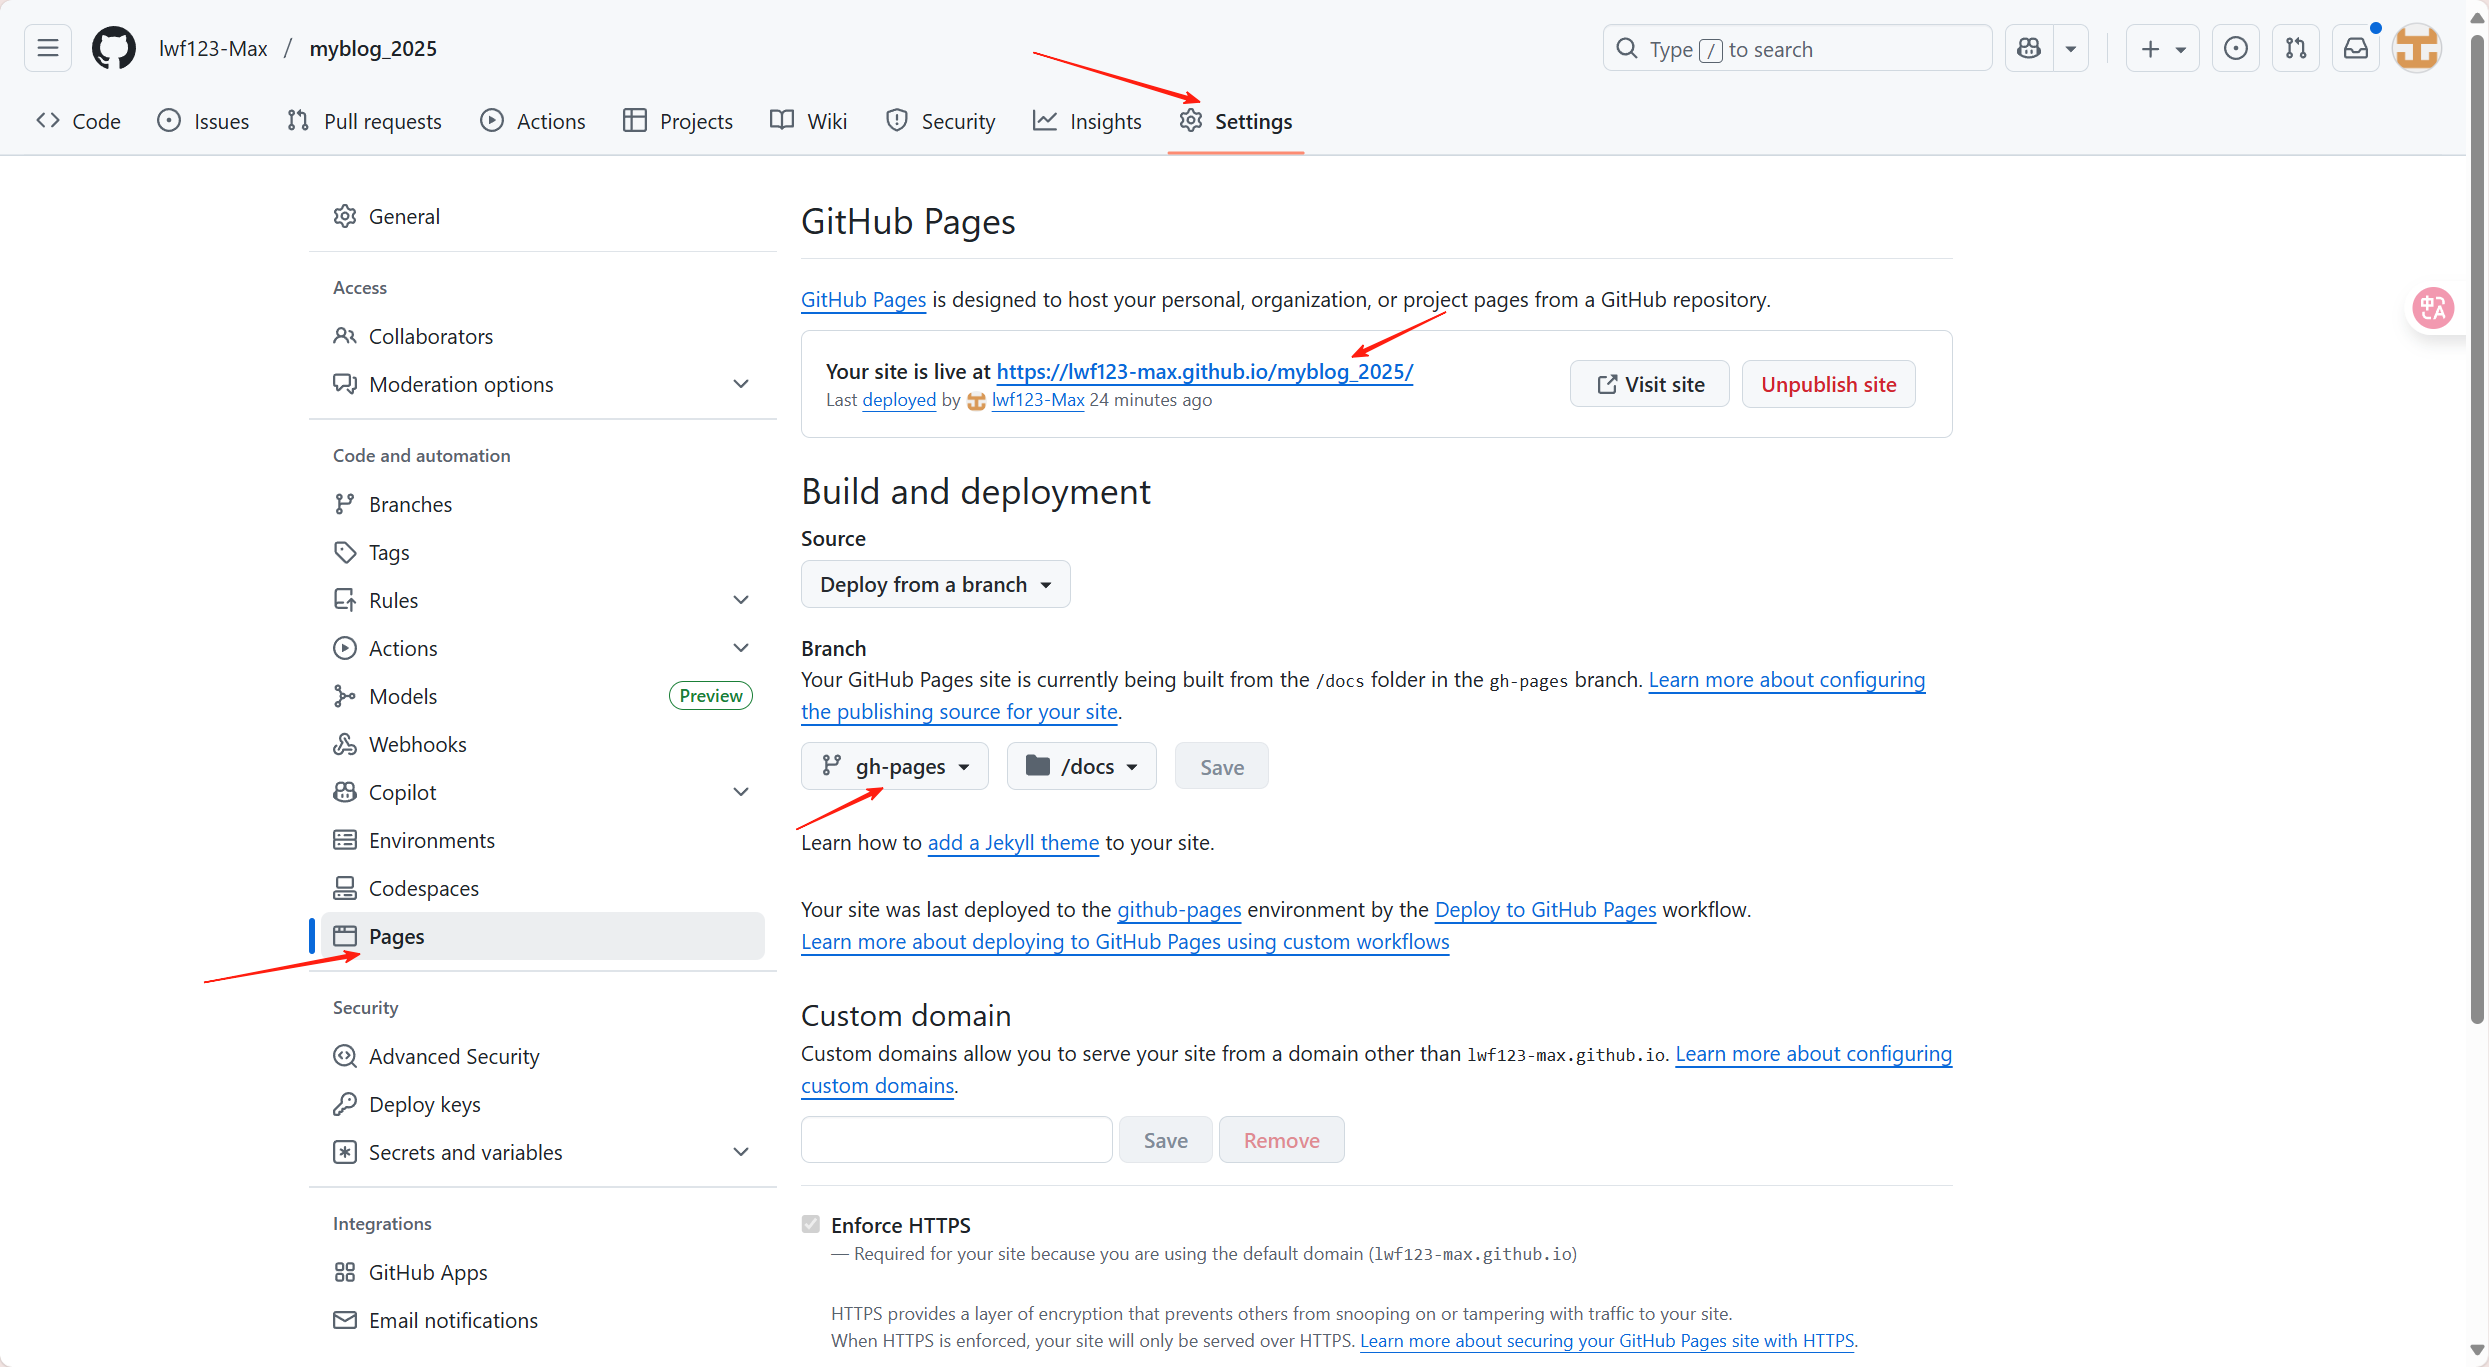 lwf123-Max / myblog_2025
Type / to search
Code Issues Pull requests Actions Projects Wiki Security Insights Settings
General
Access
Collaborators
Moderation options
Code and automation
Branches
Tags
Rules
Actions
Models Preview
Webhooks
Copilot
Environments
Codespaces
Pages
Security
Advanced Security
Deploy keys
Secrets and variables
Integrations
GitHub Apps
Email notifications
GitHub Pages
GitHub Pages is designed to host your personal, organization, or project pages from a GitHub repository.
Your site is live at https://lwf123-max.github.io/myblog_2025/
Last deployed by lwf123-Max 24 minutes ago
Visit site Unpublish site
Build and deployment
Source
Deploy from a branch
Branch
Your GitHub Pages site is currently being built from the /docs folder in the gh-pages branch. Learn more about configuring
the publishing source for your site.
gh-pages /docs Save
Learn how to add a Jekyll theme to your site.
Your site was last deployed to the github-pages environment by the Deploy to GitHub Pages workflow.
Learn more about deploying to GitHub Pages using custom workflows
Custom domain
Custom domains allow you to serve your site from a domain other than lwf123-max.github.io. Learn more about configuring
custom domains.
Save Remove
Enforce HTTPS
— Required for your site because you are using the default domain (lwf123-max.github.io)
HTTPS provides a layer of encryption that prevents others from snooping on or tampering with traffic to your site.
When HTTPS is enforced, your site will only be served over HTTPS. Learn more about securing your GitHub Pages site with HTTPS.
中A